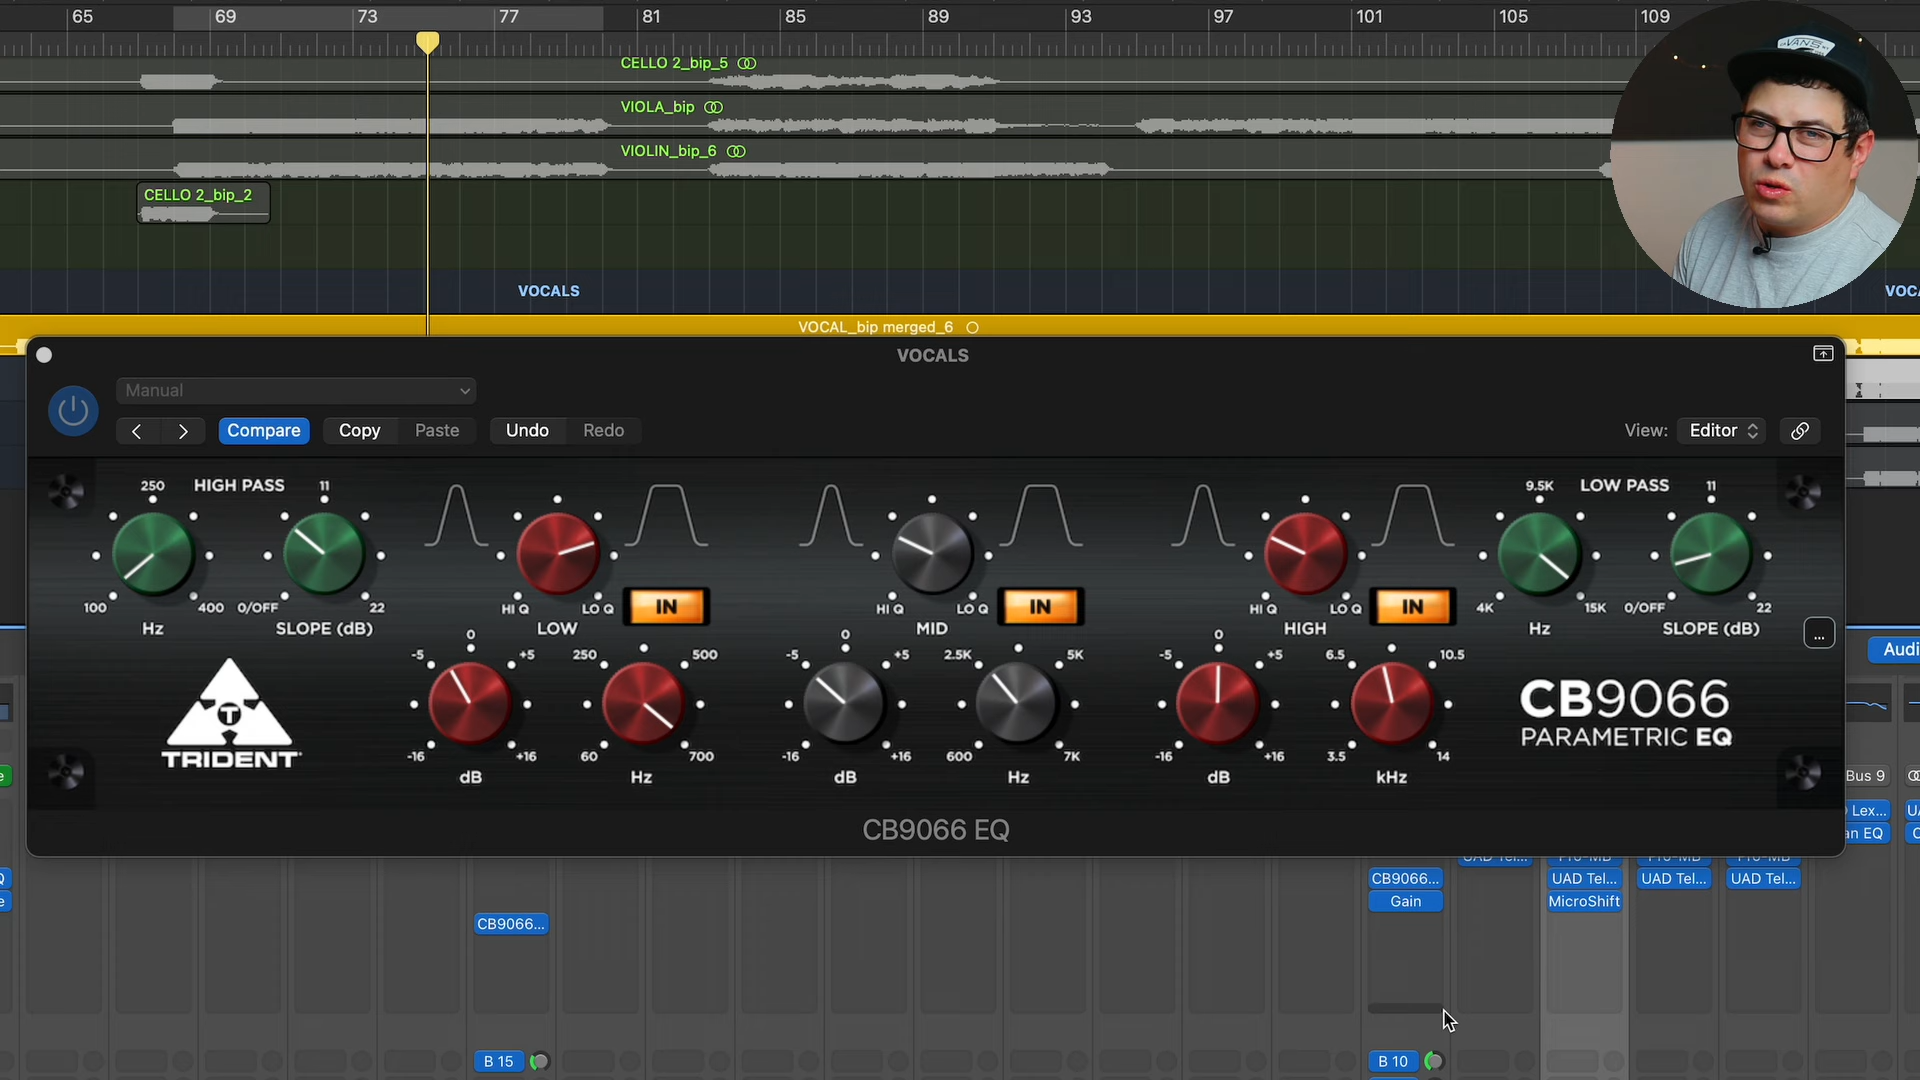 65 69 73 77 81 85 89 93 97 101 105 109
VANS
CELLO 2_bip_5
VIOLA_bip
VIOLIN_bip_6
CELLO 2_bip_2
VOCALS
VOCAL_bip merged_6
VOCALS
Manual
Compare Copy Paste Undo Redo View: Editor
250 HIGH PASS 11 9.5K LOW PASS 11
100 400 0/OFF 22 HI Q LO Q IN HI Q LO Q IN HI Q LO Q IN 4K 15K 0/OFF 22
Hz SLOPE (dB) LOW MID HIGH Hz SLOPE (dB)
...
0 0 0
-5 +5 250 500 -5 +5 2.5K 5K -5 +5 6.5 10.5
-16 +16 60 700 -16 +16 600 7K -16 +16 3.5 14
dB Hz dB Hz dB kHz
T
TRIDENT
CB9066
PARAMETRIC EQ
CB9066 EQ
Bus 9
Lex...
an EQ
CB9066... UAD Tel... UAD Tel... UAD Tel...
Gain MicroShift
CB9066...
B 15 B 10